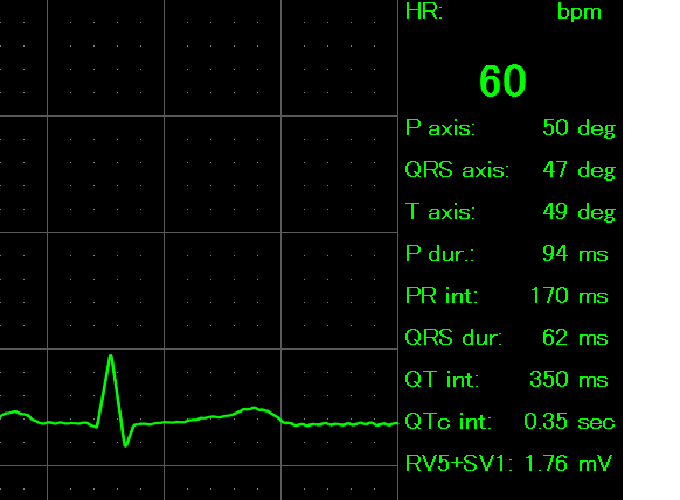 HR: bpm
60
P axis: 50 deg
QRS axis: 47 deg
T axis: 49 deg
P dur.: 94 ms
PR int: 170 ms
QRS dur: 62 ms
QT int: 350 ms
QTc int: 0.35 sec
RV5+SV1: 1.76 mV